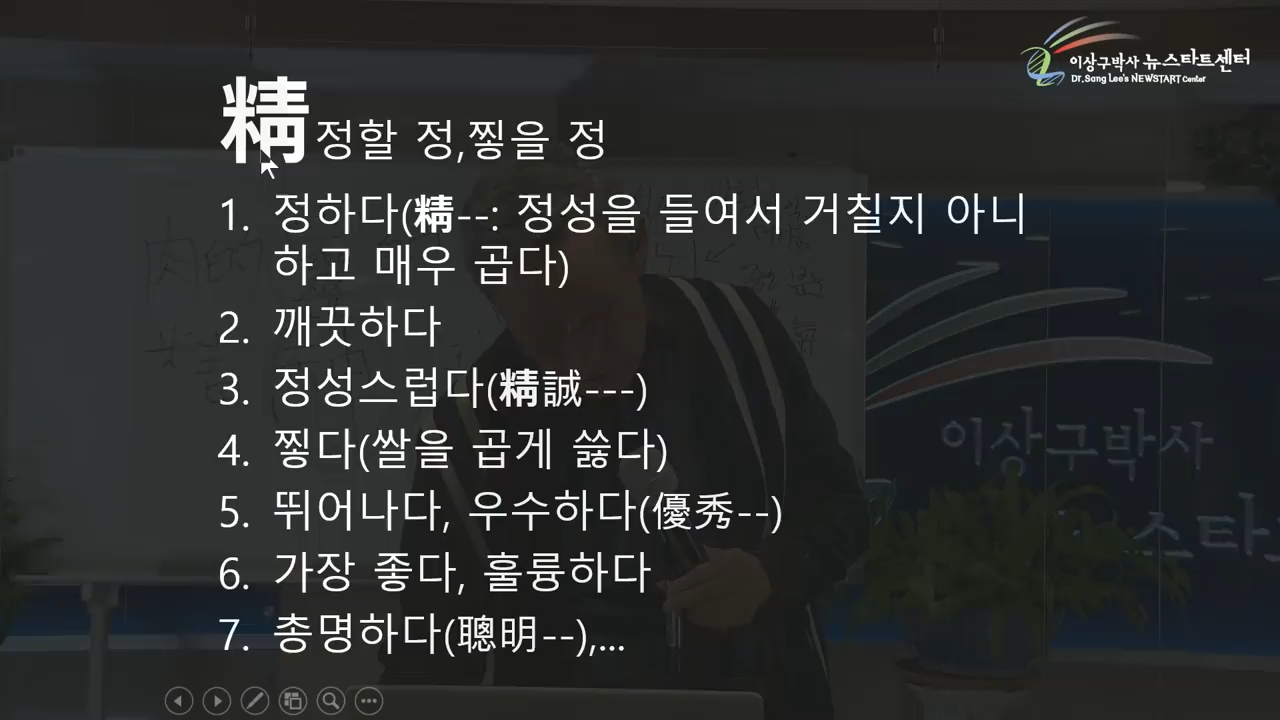 이상구박사 뉴스타트센터
Dr. Sang Lee's NEWSTART Center
精 정할 정,찧을 정
1. 정하다(精--: 정성을 들여서 거칠지 아니
하고 매우 곱다)
2. 깨끗하다
3. 정성스럽다(精誠---)
4. 찧다(쌀을 곱게 쓿다)
5. 뛰어나다, 우수하다(優秀--)
6. 가장 좋다, 훌륭하다
7. 총명하다(聰明--),...
肉的
이상구박사
뉴스타